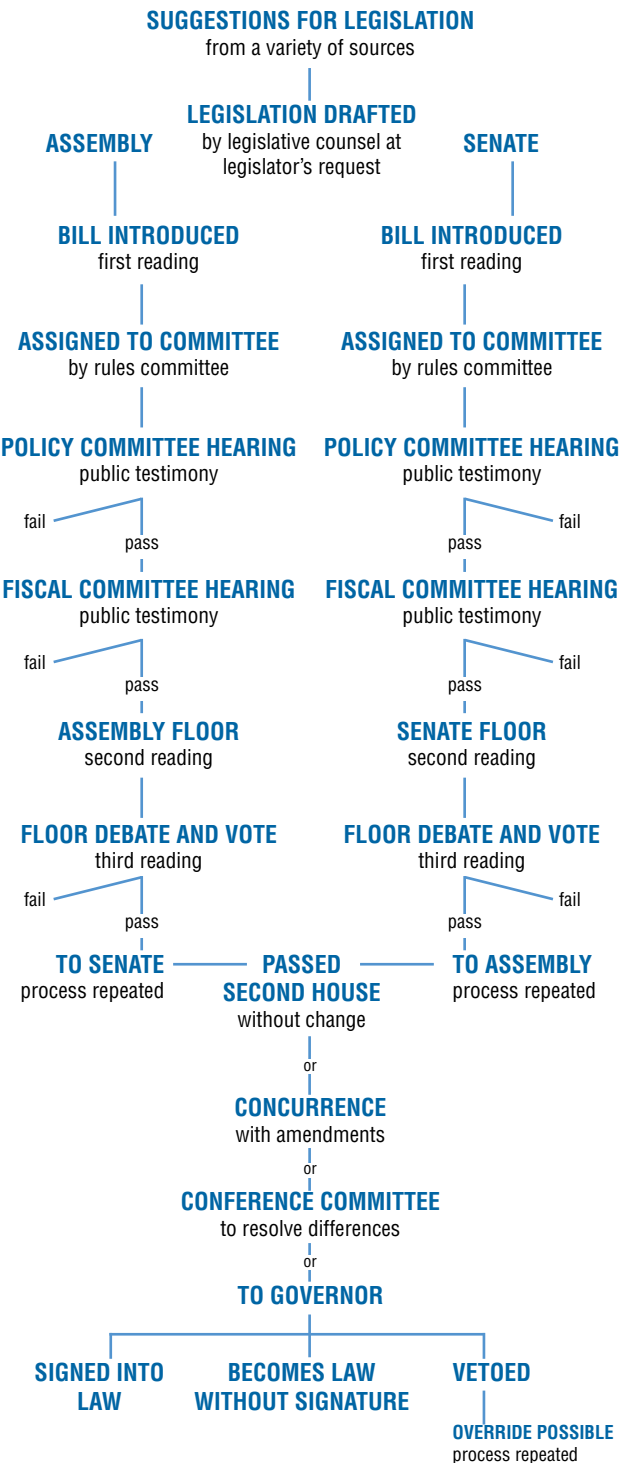 SUGGESTIONS FOR LEGISLATION
from a variety of sources
LEGISLATION DRAFTED
by legislative counsel at
legislator’s request
ASSEMBLY
SENATE
BILL INTRODUCED
first reading
BILL INTRODUCED
first reading
ASSIGNED TO COMMITTEE
by rules committee
ASSIGNED TO COMMITTEE
by rules committee
POLICY COMMITTEE HEARING
public testimony
POLICY COMMITTEE HEARING
public testimony
fail
pass
pass
fail
FISCAL COMMITTEE HEARING
public testimony
FISCAL COMMITTEE HEARING
public testimony
fail
pass
pass
fail
ASSEMBLY FLOOR
second reading
SENATE FLOOR
second reading
FLOOR DEBATE AND VOTE
third reading
FLOOR DEBATE AND VOTE
third reading
fail
pass
pass
fail
TO SENATE
process repeated
PASSED
SECOND HOUSE
without change
TO ASSEMBLY
process repeated
or
CONCURRENCE
with amendments
or
CONFERENCE COMMITTEE
to resolve differences
or
TO GOVERNOR
SIGNED INTO
LAW
BECOMES LAW
WITHOUT SIGNATURE
VETOED
OVERRIDE POSSIBLE
process repeated